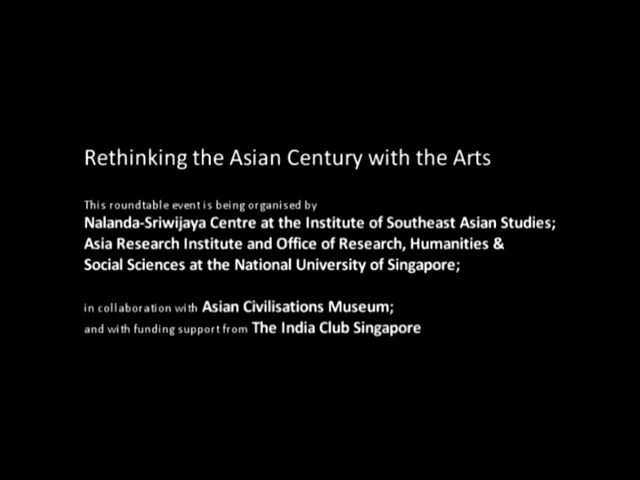 Rethinking the Asian Century with the Arts
This roundtable event is being organised by
Nalanda-Sriwijaya Centre at the Institute of Southeast Asian Studies;
Asia Research Institute and Office of Research, Humanities &
Social Sciences at the National University of Singapore;
in collaboration with Asian Civilisations Museum;
and with funding support from The India Club Singapore